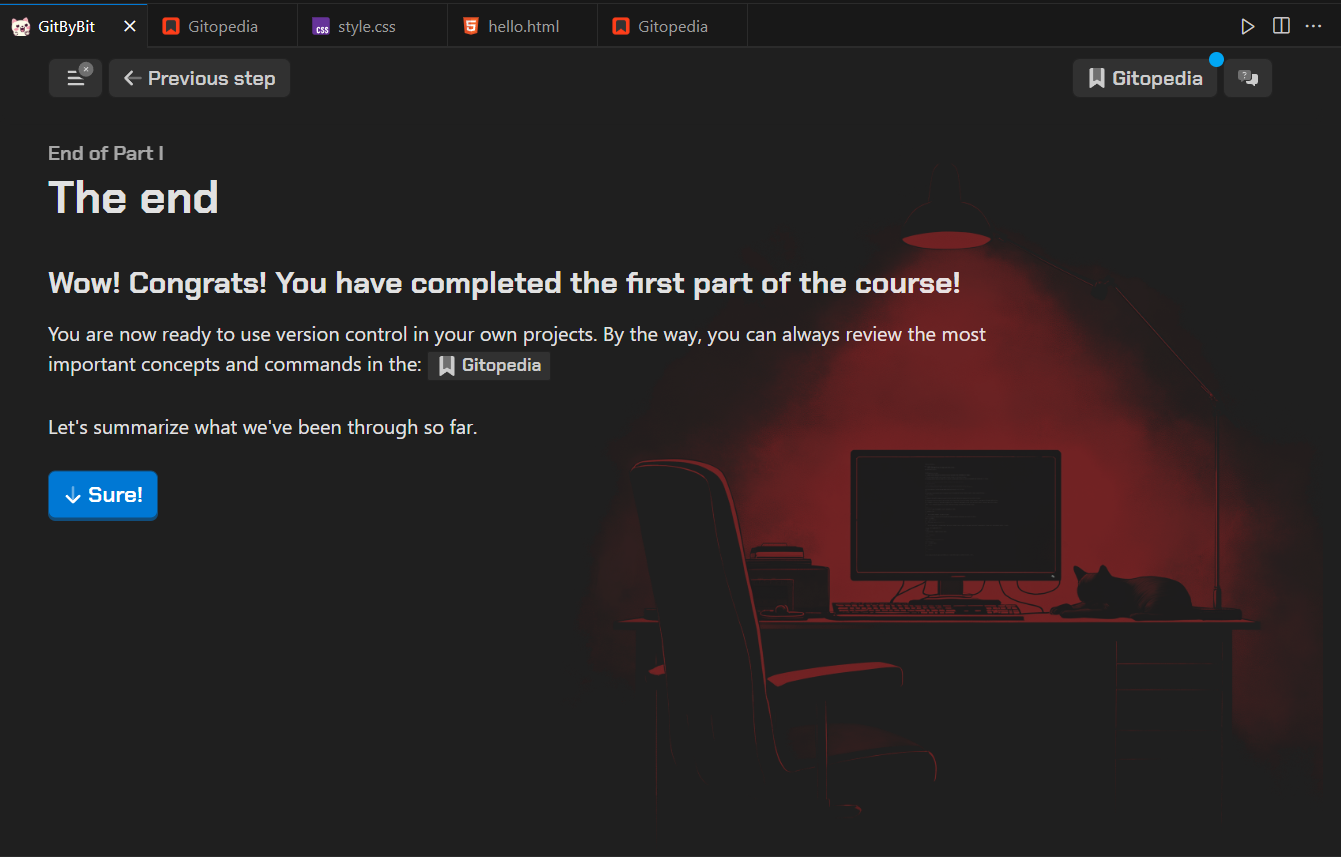 GitByBit
Gitopedia
style.css
hello.html
Gitopedia
Previous step
Gitopedia
End of Part I
The end
Wow! Congrats! You have completed the first part of the course!
You are now ready to use version control in your own projects. By the way, you can always review the most
important concepts and commands in the: Gitopedia
Let's summarize what we've been through so far.
Sure!